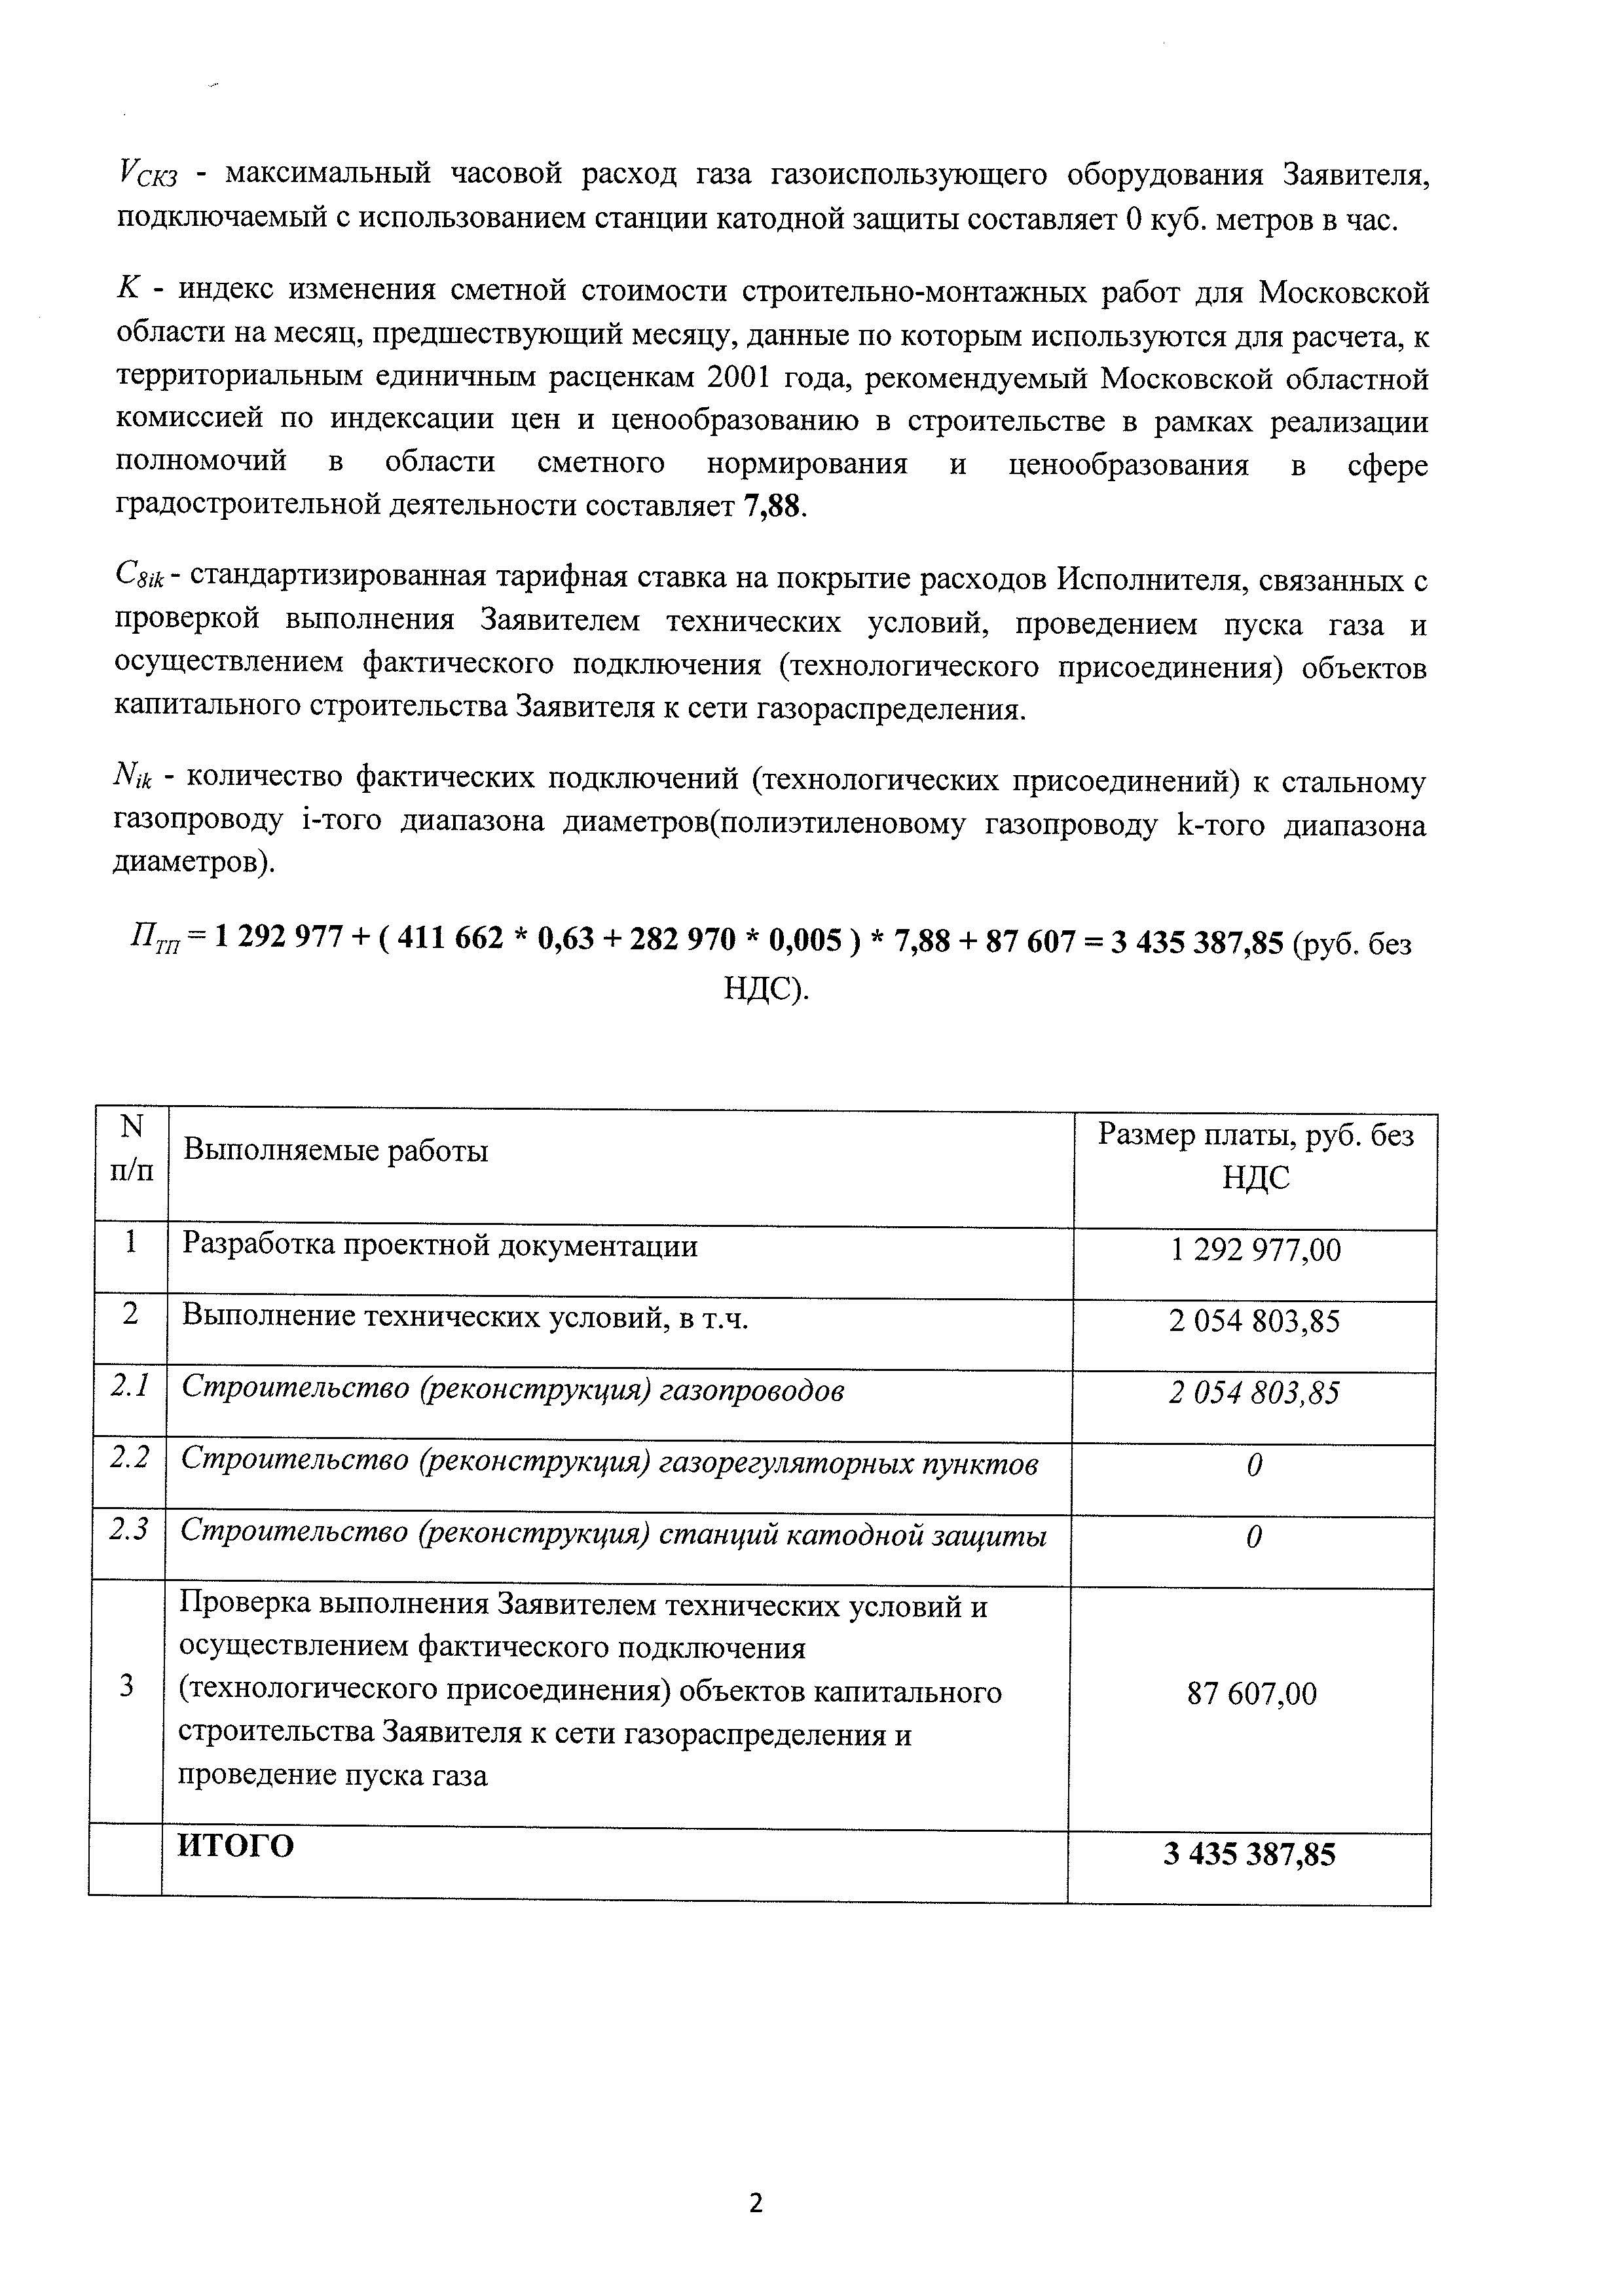 VСКЗ - максимальный часовой расход газа газоиспользующего оборудования Заявителя,
подключаемый с использованием станции катодной защиты составляет 0 куб. метров в час.
K - индекс изменения сметной стоимости строительно-монтажных работ для Московской
области на месяц, предшествующий месяцу, данные по которым используются для расчета, к
территориальным единичным расценкам 2001 года, рекомендуемый Московской областной
комиссией по индексации цен и ценообразованию в строительстве в рамках реализации
полномочий в области сметного нормирования и ценообразования в сфере
градостроительной деятельности составляет 7,88.
C8ik - стандартизированная тарифная ставка на покрытие расходов Исполнителя, связанных с
проверкой выполнения Заявителем технических условий, проведением пуска газа и
осуществлением фактического подключения (технологического присоединения) объектов
капитального строительства Заявителя к сети газораспределения.
Nik - количество фактических подключений (технологических присоединений) к стальному
газопроводу i-того диапазона диаметров(полиэтиленовому газопроводу k-того диапазона
диаметров).
ПТП = 1 292 977 + ( 411 662 * 0,63 + 282 970 * 0,005 ) * 7,88 + 87 607 = 3 435 387,85 (руб. без
НДС).
N
п/п
Выполняемые работы
Размер платы, руб. без
НДС
1
Разработка проектной документации
1 292 977,00
2
Выполнение технических условий, в т.ч.
2 054 803,85
2.1
Строительство (реконструкция) газопроводов
2 054 803,85
2.2
Строительство (реконструкция) газорегуляторных пунктов
0
2.3
Строительство (реконструкция) станций катодной защиты
0
3
Проверка выполнения Заявителем технических условий и
осуществлением фактического подключения
(технологического присоединения) объектов капитального
строительства Заявителя к сети газораспределения и
проведение пуска газа
87 607,00
ИТОГО
3 435 387,85
2